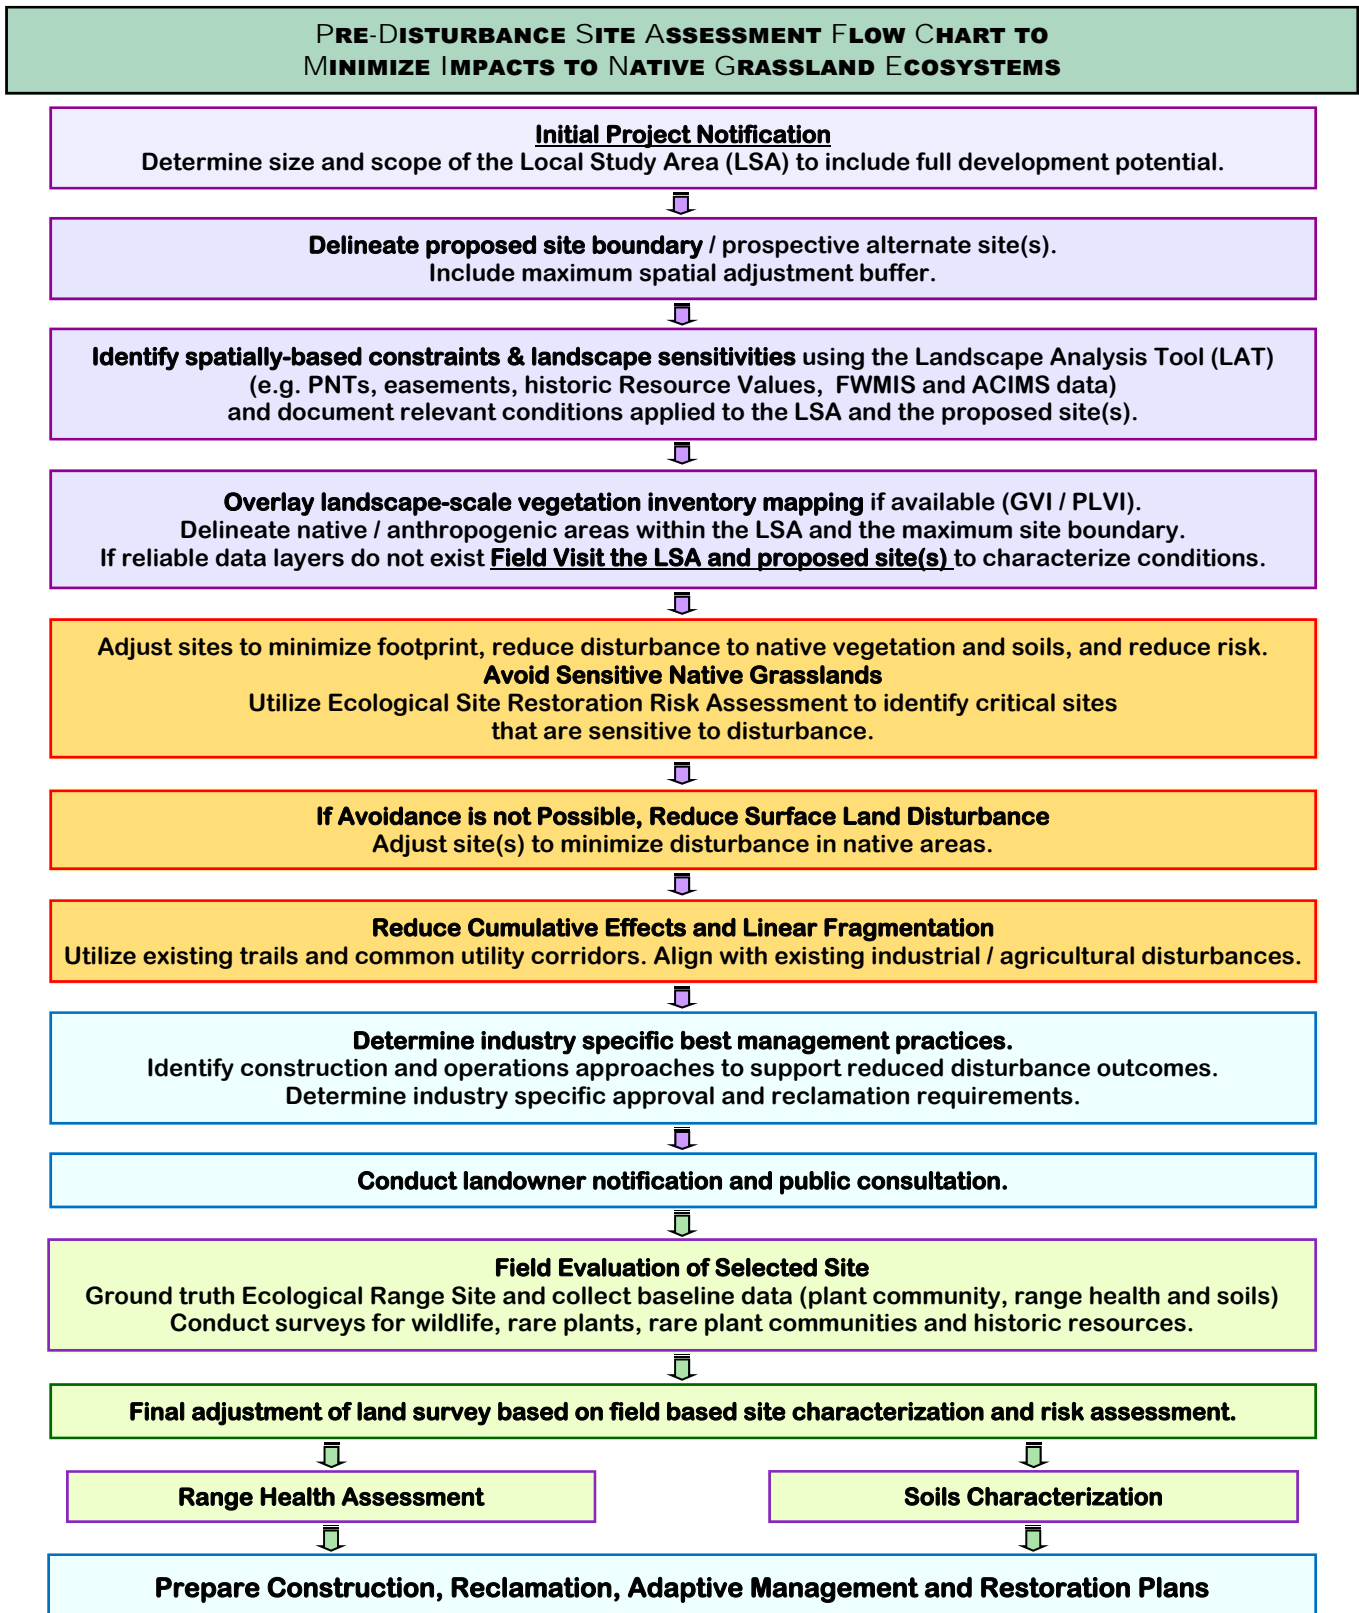 PRE-DISTURBANCE SITE ASSESSMENT FLOW CHART TO
MINIMIZE IMPACTS TO NATIVE GRASSLAND ECOSYSTEMS
Initial Project Notification
Determine size and scope of the Local Study Area (LSA) to include full development potential.
Delineate proposed site boundary / prospective alternate site(s).
Include maximum spatial adjustment buffer.
Identify spatially-based constraints & landscape sensitivities using the Landscape Analysis Tool (LAT)
(e.g. PNTs, easements, historic Resource Values, FWMIS and ACIMS data)
and document relevant conditions applied to the LSA and the proposed site(s).
Overlay landscape-scale vegetation inventory mapping if available (GVI / PLVI).
Delineate native / anthropogenic areas within the LSA and the maximum site boundary.
If reliable data layers do not exist Field Visit the LSA and proposed site(s) to characterize conditions.
Adjust sites to minimize footprint, reduce disturbance to native vegetation and soils, and reduce risk.
Avoid Sensitive Native Grasslands
Utilize Ecological Site Restoration Risk Assessment to identify critical sites
that are sensitive to disturbance.
If Avoidance is not Possible, Reduce Surface Land Disturbance
Adjust site(s) to minimize disturbance in native areas.
Reduce Cumulative Effects and Linear Fragmentation
Utilize existing trails and common utility corridors. Align with existing industrial / agricultural disturbances.
Determine industry specific best management practices.
Identify construction and operations approaches to support reduced disturbance outcomes.
Determine industry specific approval and reclamation requirements.
Conduct landowner notification and public consultation.
Field Evaluation of Selected Site
Ground truth Ecological Range Site and collect baseline data (plant community, range health and soils)
Conduct surveys for wildlife, rare plants, rare plant communities and historic resources.
Final adjustment of land survey based on field based site characterization and risk assessment.
Range Health Assessment
Soils Characterization
Prepare Construction, Reclamation, Adaptive Management and Restoration Plans